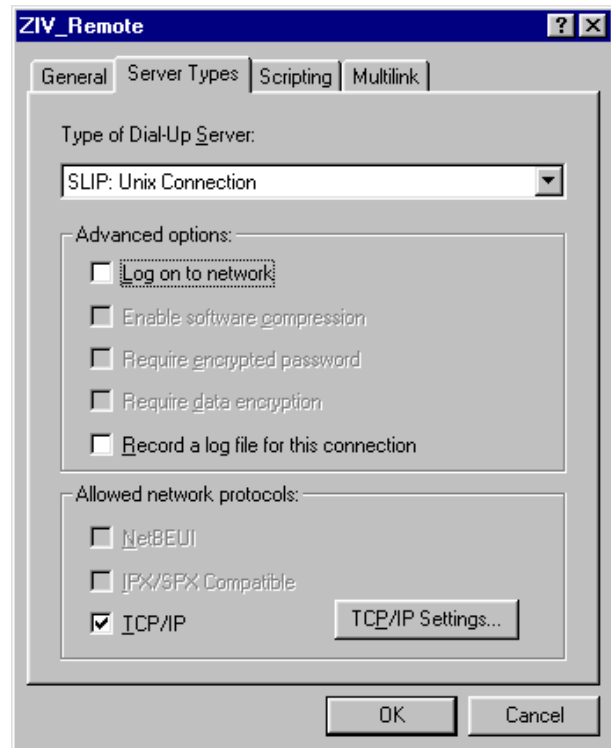 ZIV_Remote
General Server Types Scripting Multilink
Type of Dial-Up Server:
SLIP: Unix Connection
Advanced options:
Log on to network
Enable software compression
Require encrypted password
Require data encryption
Record a log file for this connection
Allowed network protocols:
NetBEUI
IPX/SPX Compatible
TCP/IP TCP/IP Settings...
OK Cancel